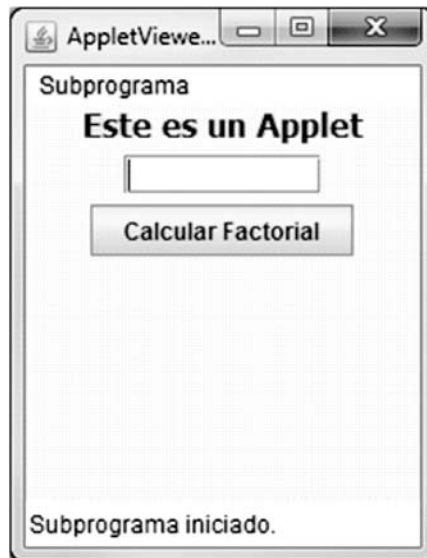 AppletViewe...
Subprograma
Este es un Applet
Calcular Factorial
Subprograma iniciado.